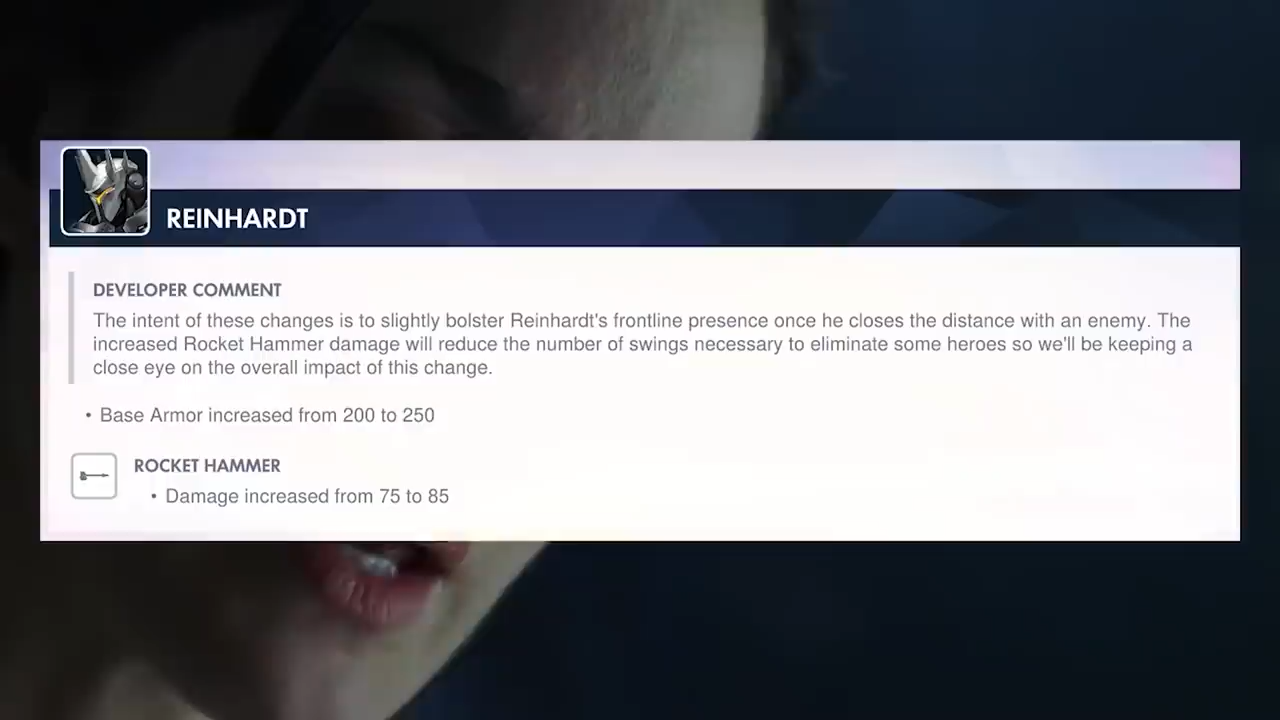 REINHARDT
DEVELOPER COMMENT
The intent of these changes is to slightly bolster Reinhardt's frontline presence once he closes the distance with an enemy. The
increased Rocket Hammer damage will reduce the number of swings necessary to eliminate some heroes so we'll be keeping a
close eye on the overall impact of this change.
• Base Armor increased from 200 to 250
ROCKET HAMMER
• Damage increased from 75 to 85